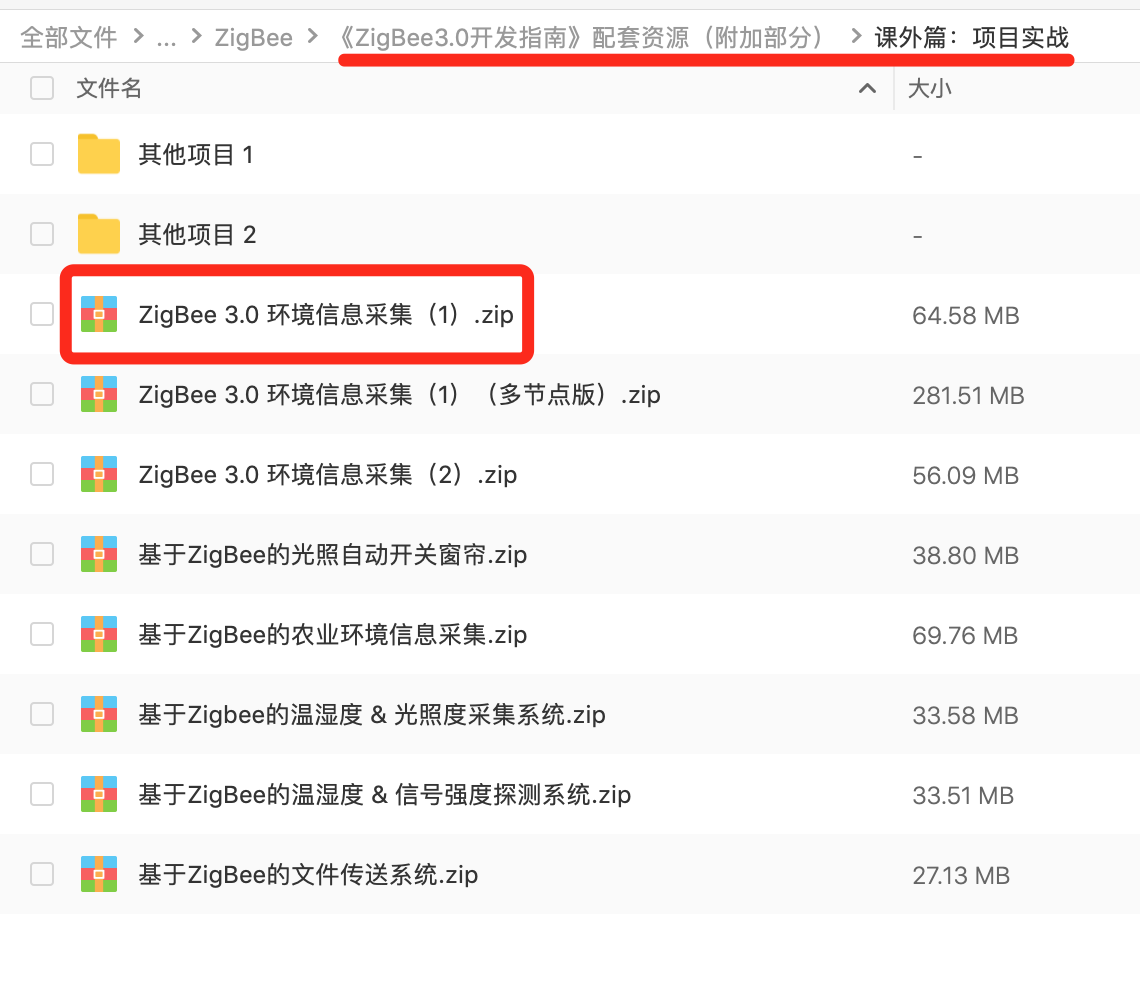 全部文件 > ... > ZigBee > 《ZigBee3.0开发指南》配套资源（附加部分） > 课外篇：项目实战
文件名 大小
其他项目 1 -
其他项目 2 -
ZigBee 3.0 环境信息采集（1）.zip 64.58 MB
ZigBee 3.0 环境信息采集（1）（多节点版）.zip 281.51 MB
ZigBee 3.0 环境信息采集（2）.zip 56.09 MB
基于ZigBee的光照自动开关窗帘.zip 38.80 MB
基于ZigBee的农业环境信息采集.zip 69.76 MB
基于Zigbee的温湿度 & 光照度采集系统.zip 33.58 MB
基于ZigBee的温湿度 & 信号强度探测系统.zip 33.51 MB
基于ZigBee的文件传送系统.zip 27.13 MB